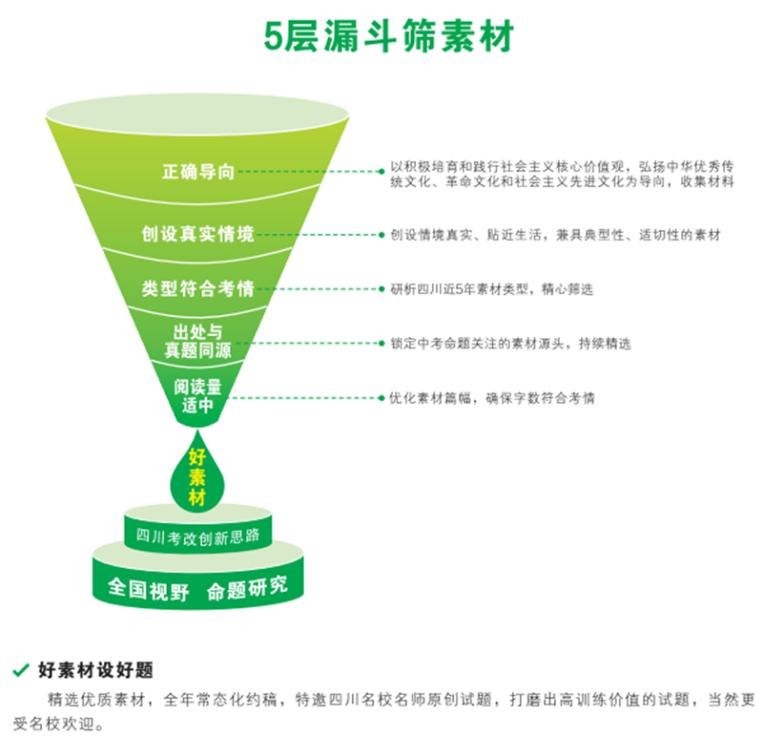 5层漏斗筛素材
正确导向
以积极培育和践行社会主义核心价值观，弘扬中华优秀传
统文化、革命文化和社会主义先进文化为导向，收集材料
创设真实情境
创设情境真实、贴近生活，兼具典型性、适切性的素材
类型符合考情
研析四川近5年素材类型，精心筛选
出处与
真题同源
锁定中考命题关注的素材源头，持续精选
阅读量
适中
优化素材篇幅，确保字数符合考情
好
素
材
四川考改创新思路
全国视野 命题研究
好素材设好题
精选优质素材，全年常态化约稿，特邀四川名校名师原创试题，打磨出高训练价值的试题，当然更
受名校欢迎。